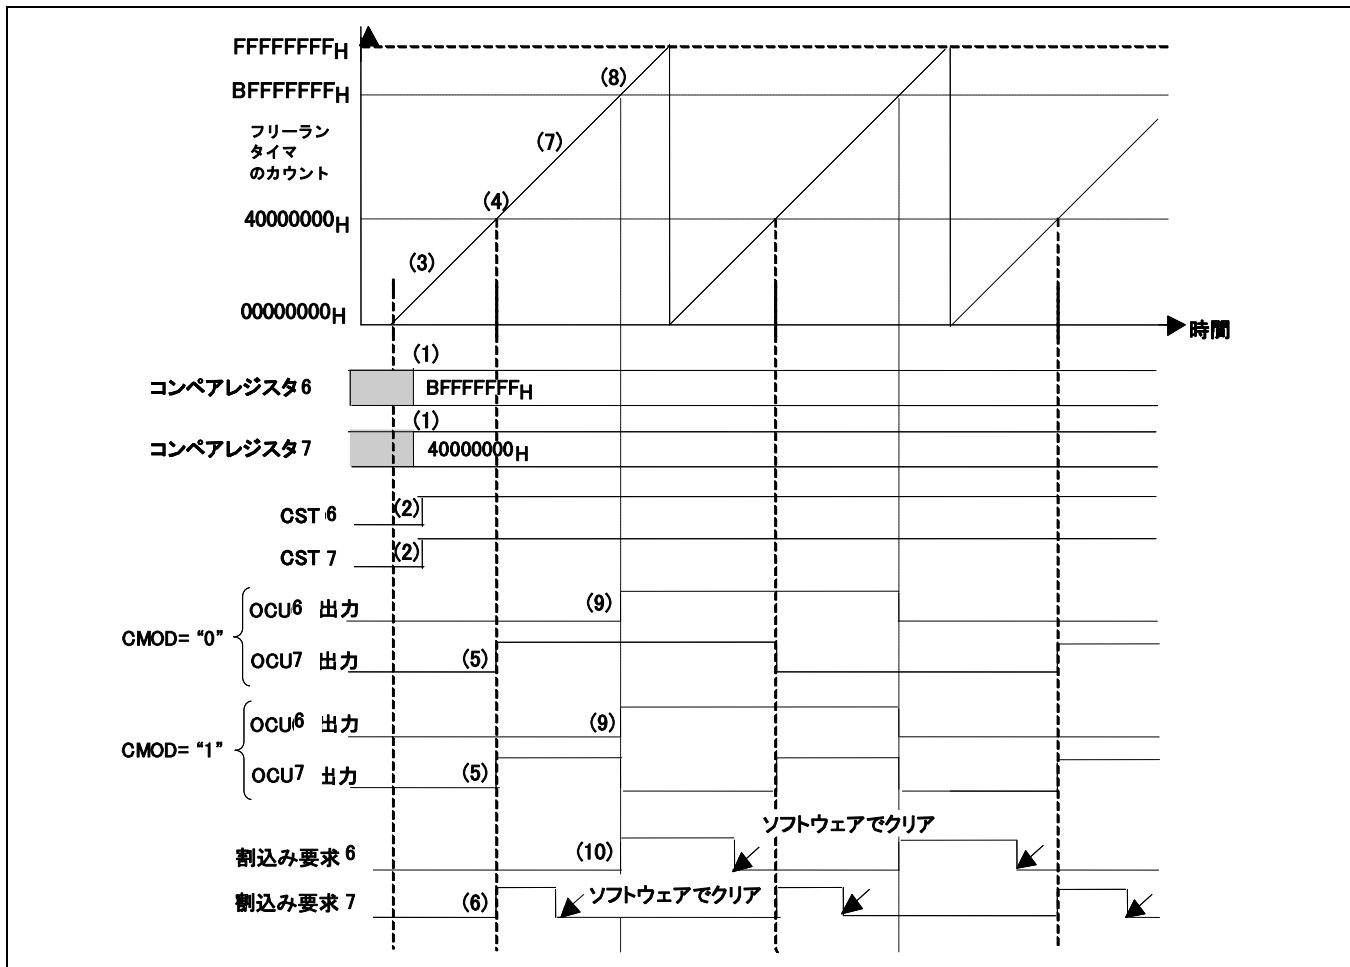 FFFFFFFFH
(8)
BFFFFFFFH
フリーラン
タイマ
のカウント
(7)
(4)
40000000H
(3)
00000000H
時間
(1)
コンペアレジスタ6
BFFFFFFFH
(1)
コンペアレジスタ7
40000000H
CST 6
(2)
CST 7
(2)
CMOD= “0”
OCU6 出力
(9)
OCU7 出力
(5)
CMOD= “1”
OCU6 出力
(9)
OCU7 出力
(5)
ソフトウェアでクリア
割込み要求 6
(10)
割込み要求 7
(6)
ソフトウェアでクリア